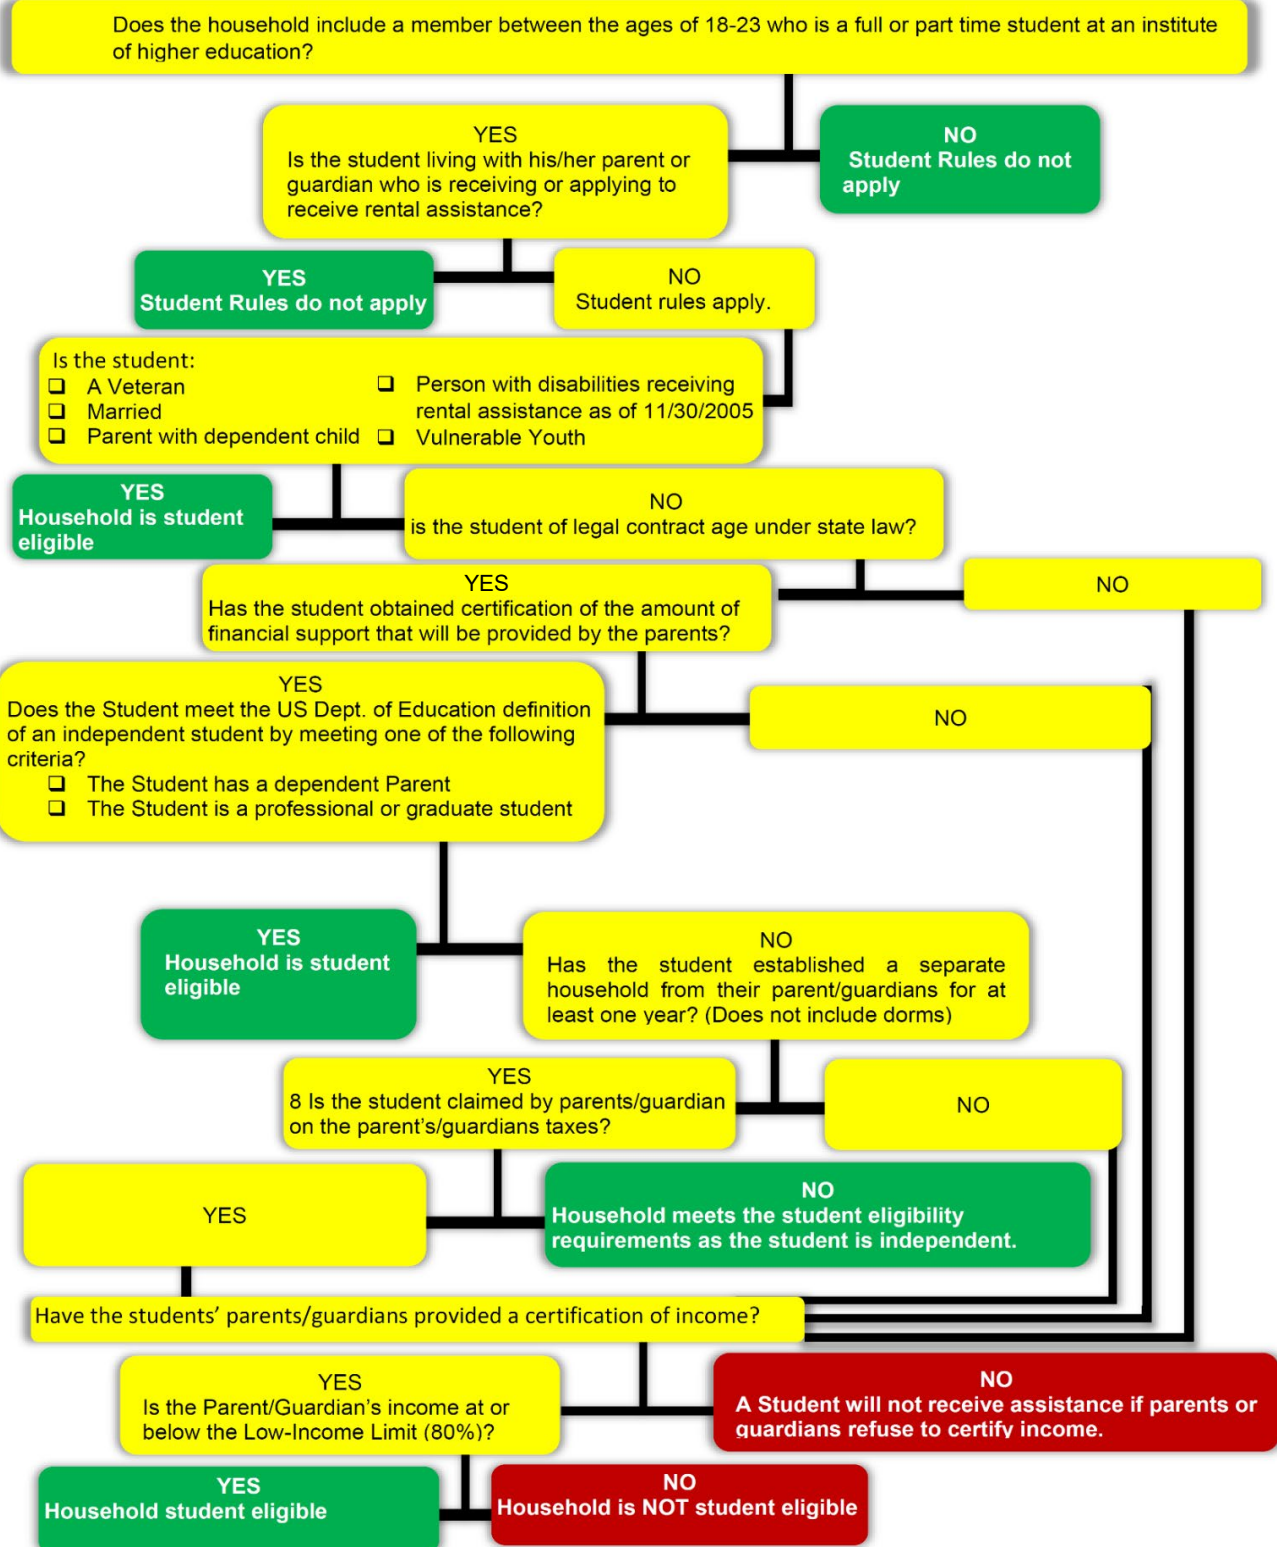 Does the household include a member between the ages of 18-23 who is a full or part time student at an institute
of higher education?
YES
Is the student living with his/her parent or
guardian who is receiving or applying to
receive rental assistance?
NO
Student Rules do not
apply
YES
Student Rules do not apply
NO
Student rules apply.
Is the student:
❑ A Veteran
❑ Married
❑ Parent with dependent child
❑ Person with disabilities receiving
rental assistance as of 11/30/2005
❑ Vulnerable Youth
YES
Household is student
eligible
NO
is the student of legal contract age under state law?
YES
Has the student obtained certification of the amount of
financial support that will be provided by the parents?
NO
YES
Does the Student meet the US Dept. of Education definition
of an independent student by meeting one of the following
criteria?
❑ The Student has a dependent Parent
❑ The Student is a professional or graduate student
NO
YES
Household is student
eligible
NO
Has the student established a separate
household from their parent/guardians for at
least one year? (Does not include dorms)
YES
8 Is the student claimed by parents/guardian
on the parent's/guardians taxes?
NO
YES
NO
Household meets the student eligibility
requirements as the student is independent.
Have the students' parents/guardians provided a certification of income?
YES
Is the Parent/Guardian's income at or
below the Low-Income Limit (80%)?
NO
A Student will not receive assistance if parents or
guardians refuse to certify income.
YES
Household student eligible
NO
Household is NOT student eligible